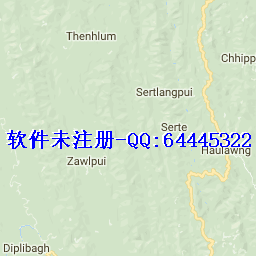 Thenhlum
Chhipp
Sertlangpui
Serte
软件未注册-QQ:64445322
Haulawng
Zawlpui
Diplibagh